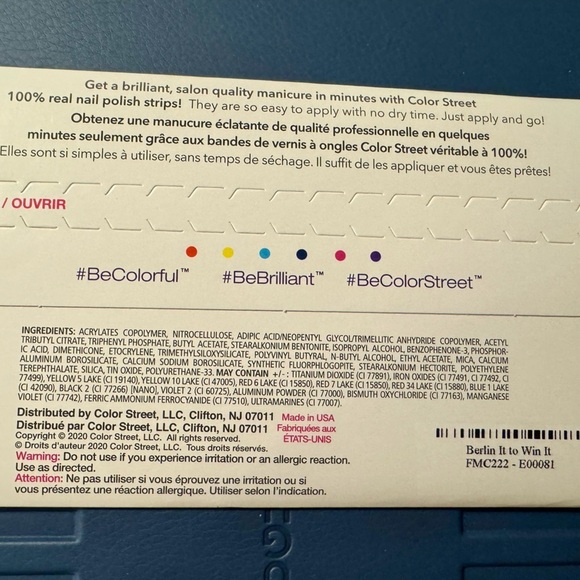 Get a brilliant, salon quality manicure in minutes with Color Street
100% real nail polish strips! They are so easy to apply with no dry time. Just apply and go!
Obtenez une manucure éclatante de qualité professionelle en quelques
minutes seulement grâce aux bandes de vernis à ongles Color Street véritable à 100%!
Elles sont si simples à utiliser, sans temps de séchage. Il suffit de les appliquer et vous êtes prêtes!
/ OUVRIR
#BeColorful™ #BeBrilliant™ #BeColorStreet™
INGREDIENTS: ACRYLATES COPOLYMER, NITROCELLULOSE, ADIPIC ACID/NEOPENTYL GLYCOL/TRIMELLITIC ANHYDRIDE COPOLYMER, ACETYL
TRIBUTYL CITRATE, TRIPHENYL PHOSPHATE, BUTYL ACETATE, STEARALKONIUM BENTONITE, ISOPROPYL ALCOHOL, BENZOPHENONE-3, PHOSPHOR-
IC ACID, DIMETHICONE, ETOCRYLENE, TRIMETHYLSILOXYSILICATE, POLYVINYL BUTYRAL, N-BUTYL ALCOHOL, ETHYL ACETATE, MICA, CALCIUM
ALUMINUM BOROSILICATE, CALCIUM SODIUM BOROSILICATE, SYNTHETIC FLUORPHLOGOPITE, STEARALKONIUM HECTORITE, POLYETHYLENE
TEREPHTHALATE, SILICA, TIN OXIDE, POLYURETHANE-33. MAY CONTAIN +/- : TITANIUM DIOXIDE (CI 77891), IRON OXIDES (CI 77491, CI 77492, CI
77499), YELLOW 5 LAKE (CI 19140), YELLOW 10 LAKE (CI 47005), RED 6 LAKE (CI 15850), RED 7 LAKE (CI 15850), RED 34 LAKE (CI 15880), BLUE 1 LAKE
(CI 42090), BLACK 2 (CI 77266) [NANO], VIOLET 2 (CI 60725), ALUMINUM POWDER (CI 77000), BISMUTH OXYCHLORIDE (CI 77163), MANGANESE
VIOLET (CI 77742), FERRIC AMMONIUM FERROCYANIDE (CI 77510), ULTRAMARINES (CI 77007).
Distributed by Color Street, LLC, Clifton, NJ 07011 Made in USA
Distribué par Color Street, LLC, Clifton, NJ 07011 Fabriquées aux
Copyright © 2020 Color Street, LLC. All rights reserved. ÉTATS-UNIS
© Droits d'auteur 2020 Color Street, LLC. Tous droits réservés.
Warning: Do not use if you experience irritation or an allergic reaction.
Use as directed.
Attention: Ne pas utiliser si vous éprouvez une irritation ou si
vous présentez une réaction allergique. Utiliser selon l'indication.
Berlin It to Win It
FMC222 - E00081